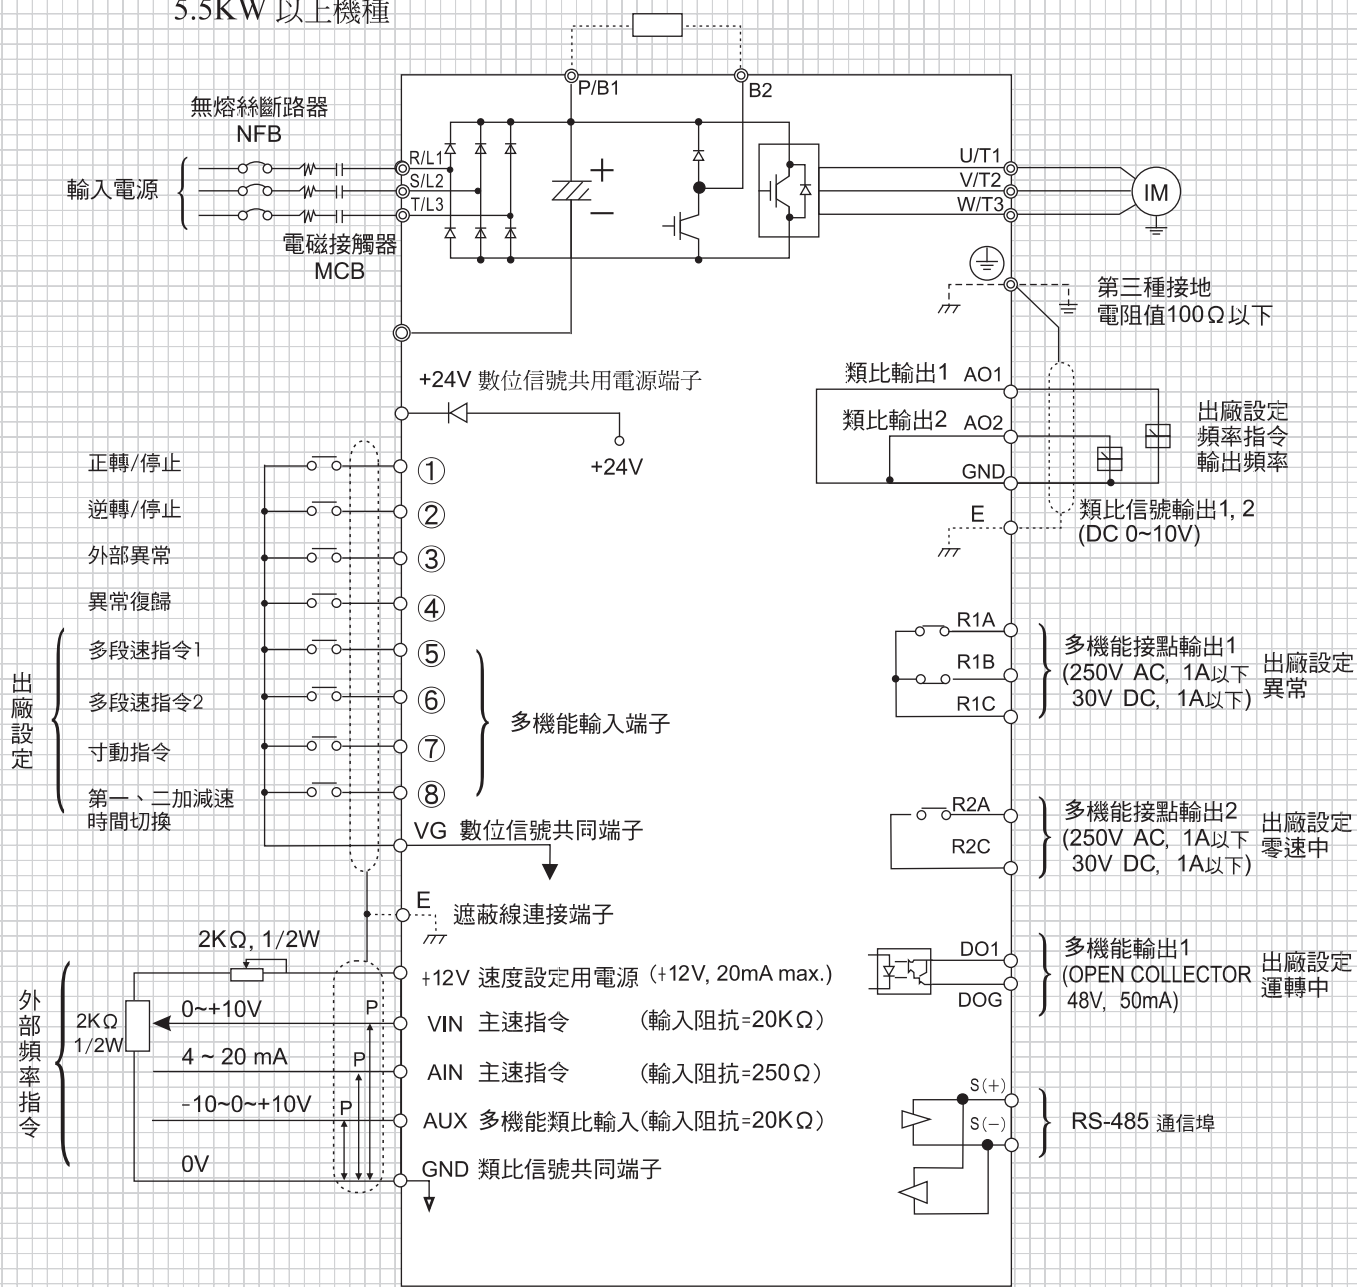 5.5KW 以上機種
P/B1
B2
無熔絲斷路器
NFB
輸入電源
R/L1
S/L2
T/L3
電磁接觸器
MCB
+
−
U/T1
V/T2
W/T3
IM
第三種接地
電阻值100Ω以下
+24V 數位信號共用電源端子
+24V
類比輸出1 AO1
類比輸出2 AO2
GND
E
出廠設定
頻率指令
輸出頻率
類比信號輸出1, 2
(DC 0~10V)
正轉/停止
①
逆轉/停止
②
外部異常
③
異常復歸
④
出廠設定
多段速指令1
⑤
多段速指令2
⑥
寸動指令
⑦
第一、二加減速
時間切換
⑧
多機能輸入端子
VG 數位信號共同端子
E
遮蔽線連接端子
R1A
R1B
R1C
多機能接點輸出1
(250V AC, 1A以下
30V DC, 1A以下)
出廠設定
異常
R2A
R2C
多機能接點輸出2
(250V AC, 1A以下
30V DC, 1A以下)
出廠設定
零速中
DO1
DOG
多機能輸出1
(OPEN COLLECTOR
48V, 50mA)
出廠設定
運轉中
外部頻率指令
2KΩ, 1/2W
2KΩ
1/2W
+12V 速度設定用電源 (+12V, 20mA max.)
0~+10V
P
VIN 主速指令 (輸入阻抗=20KΩ)
4 ~ 20 mA
P
AIN 主速指令 (輸入阻抗=250Ω)
-10~0~+10V
P
AUX 多機能類比輸入(輸入阻抗=20KΩ)
0V
GND 類比信號共同端子
S(+)
S(−)
RS-485 通信埠